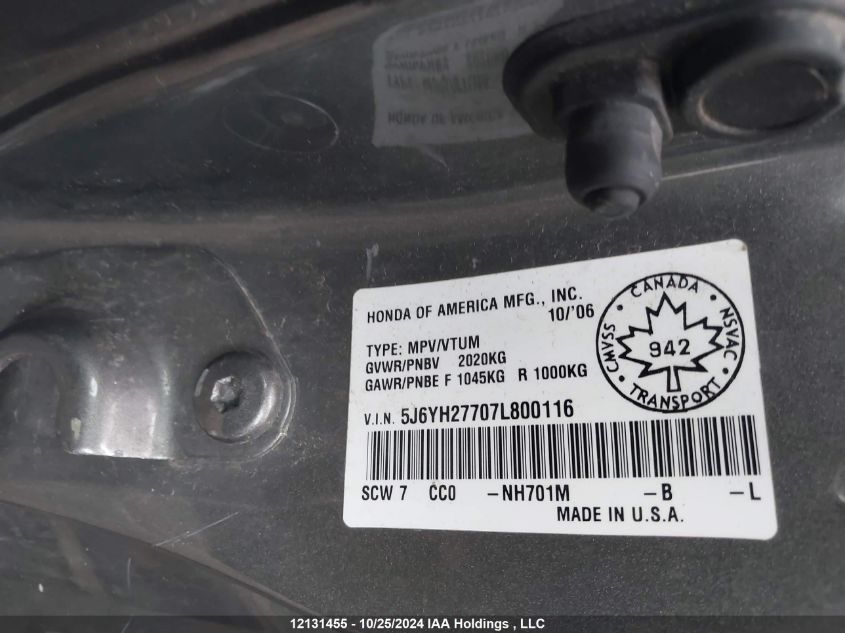 HONDA OF AMERICA MFG., INC.
10/'06
TYPE: MPV/VTUM
GVWR/PNBV 2020KG
GAWR/PNBE F 1045KG R 1000KG
V.I.N. 5J6YH27707L800116
SCW 7 CC0 -NH701M -B -L
MADE IN U.S.A.
CANADA
CMVSS
942
NSVAC
TRANSPORT
12131455 - 10/25/2024 IAA Holdings , LLC